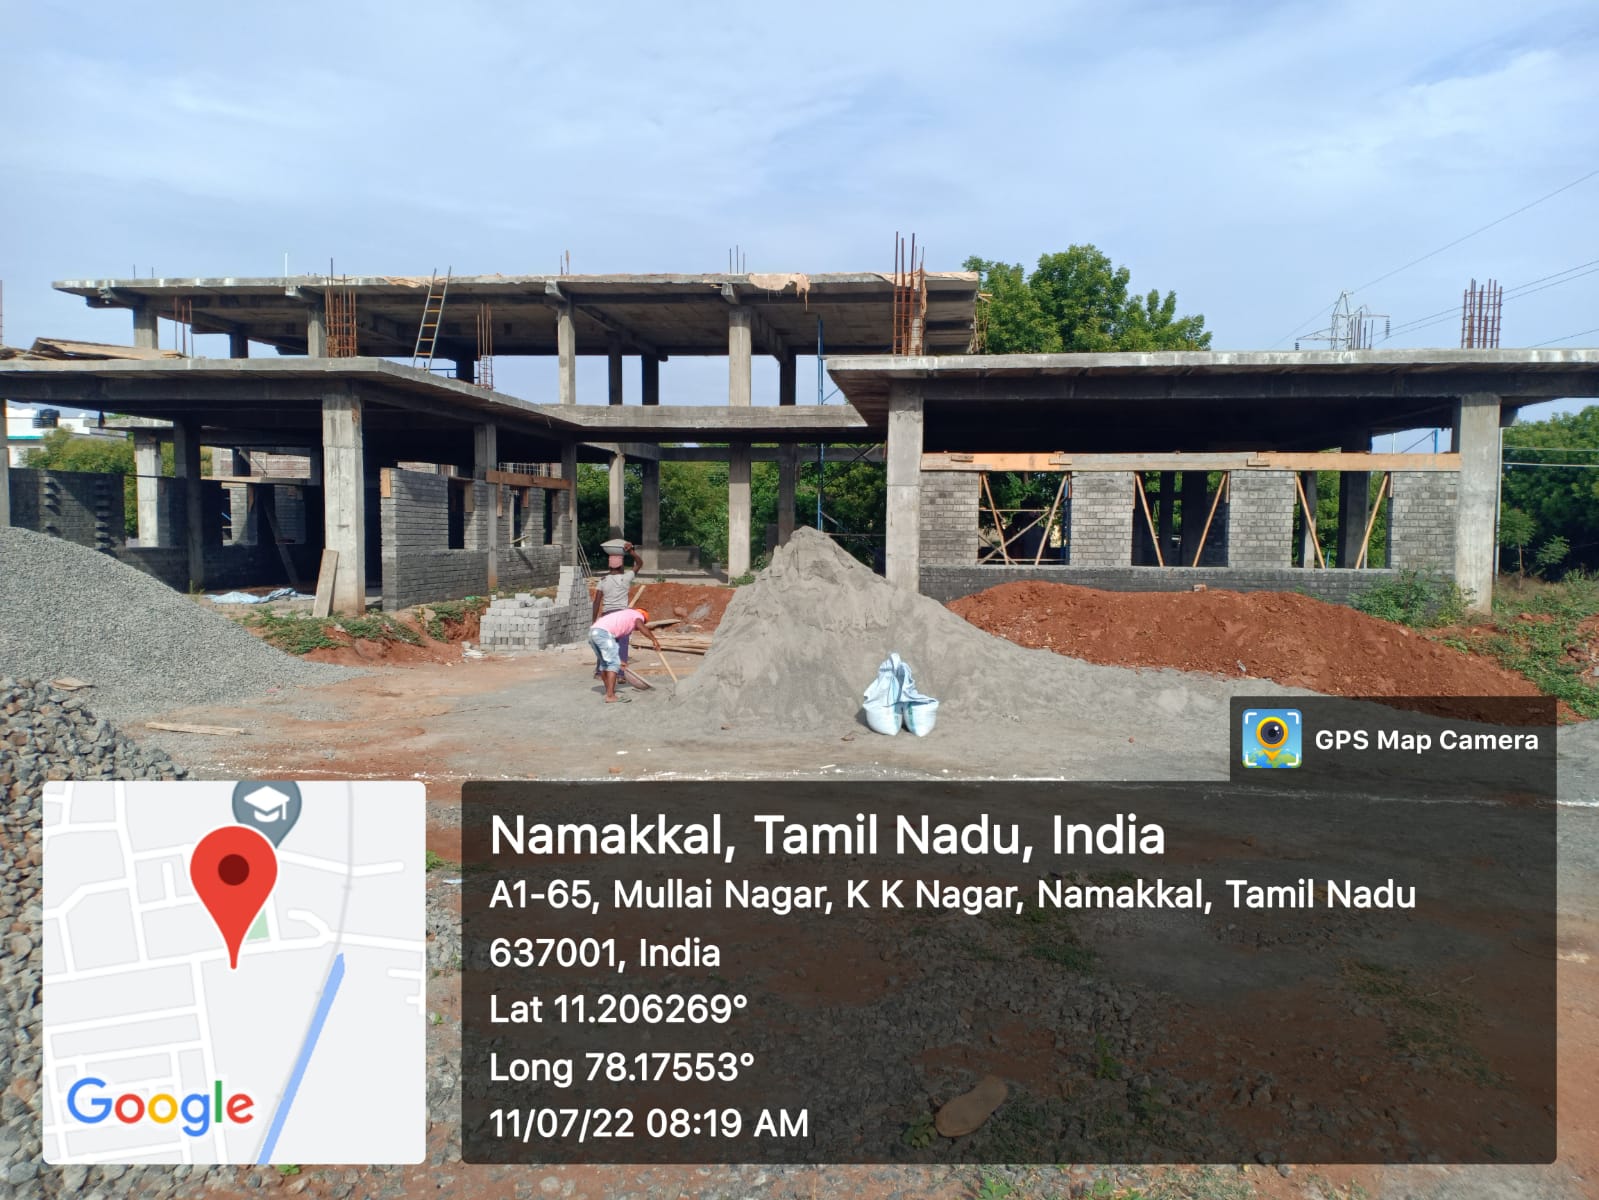 GPS Map Camera
Namakkal, Tamil Nadu, India
A1-65, Mullai Nagar, K K Nagar, Namakkal, Tamil Nadu
637001, India
Lat 11.206269°
Long 78.17553°
11/07/22 08:19 AM
Google